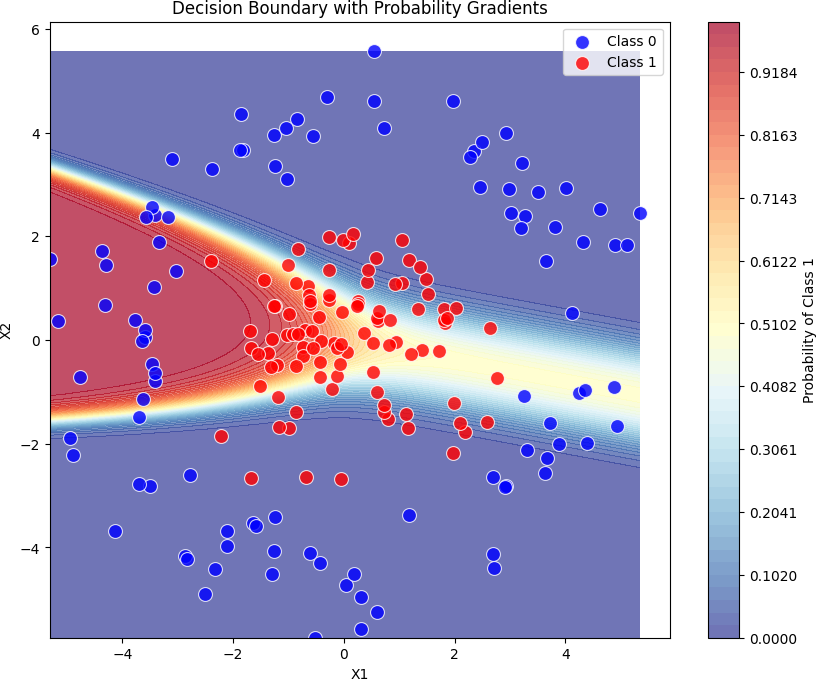 Decision Boundary with Probability Gradients
Class 0
Class 1
6
4
2
0
−2
−4
X2
−4 −2 0 2 4
X1
0.9184
0.8163
0.7143
0.6122
0.5102
0.4082
0.3061
0.2041
0.1020
0.0000
Probability of Class 1